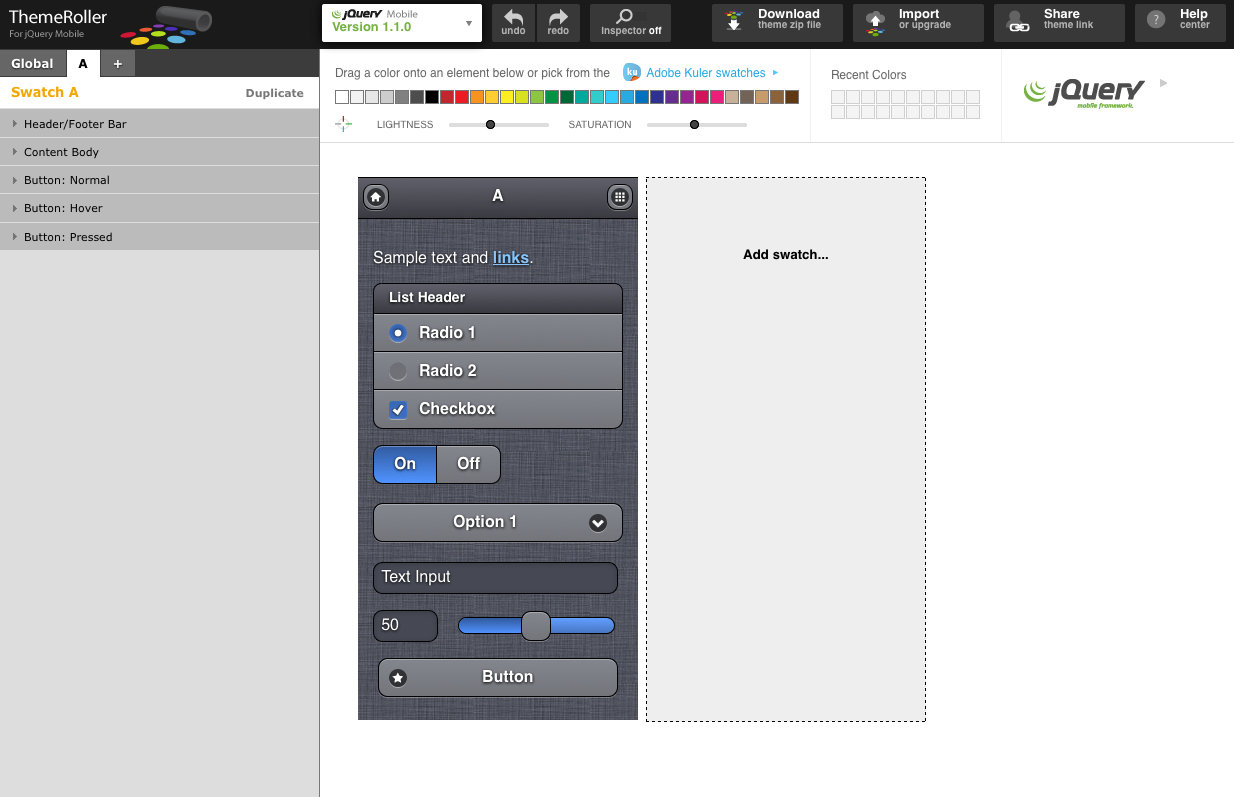 ThemeRoller
For jQuery Mobile
jQuery Mobile
Version 1.1.0
undo
redo
Inspector off
Download
theme zip file
Import
or upgrade
Share
theme link
?
Help
center
Global
A
+
Swatch A
Duplicate
Header/Footer Bar
Content Body
Button: Normal
Button: Hover
Button: Pressed
Drag a color onto an element below or pick from the
ku
Adobe Kuler swatches
LIGHTNESS
SATURATION
Recent Colors
jQuery
mobile framework.
A
Sample text and links.
List Header
Radio 1
Radio 2
Checkbox
On
Off
Option 1
Text Input
50
Button
Add swatch...